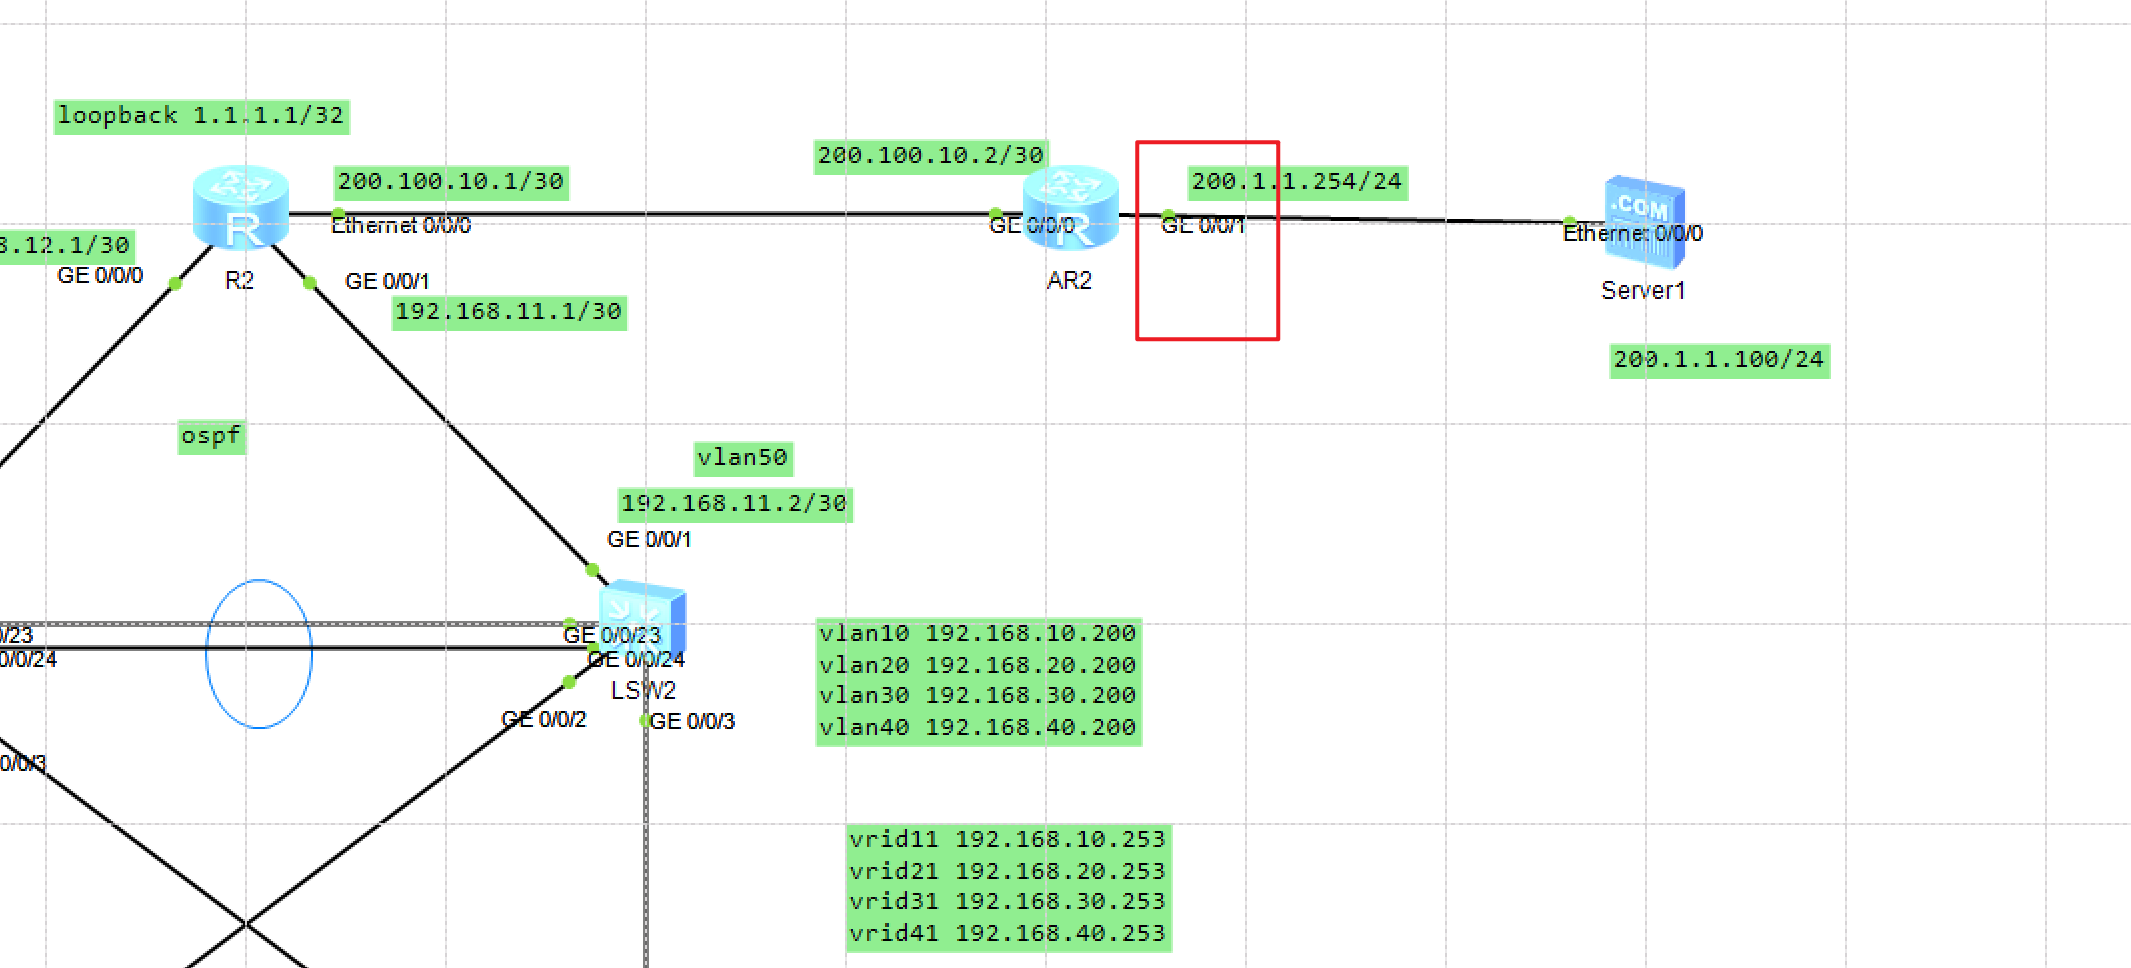 loopback 1.1.1.1/32
200.100.10.1/30
200.100.10.2/30
200.1.1.254/24
.COM
R
R
Ethernet 0/0/0
GE 0/0/0
GE 0/0/1
Ethernet 0/0/0
8.12.1/30
GE 0/0/0
R2
GE 0/0/1
AR2
Server1
192.168.11.1/30
200.1.1.100/24
ospf
vlan50
192.168.11.2/30
GE 0/0/1
0/23
GE 0/0/23
0/0/24
GE 0/0/24
LSW2
GE 0/0/2
GE 0/0/3
0/0/3
vlan10 192.168.10.200
vlan20 192.168.20.200
vlan30 192.168.30.200
vlan40 192.168.40.200
vrid11 192.168.10.253
vrid21 192.168.20.253
vrid31 192.168.30.253
vrid41 192.168.40.253